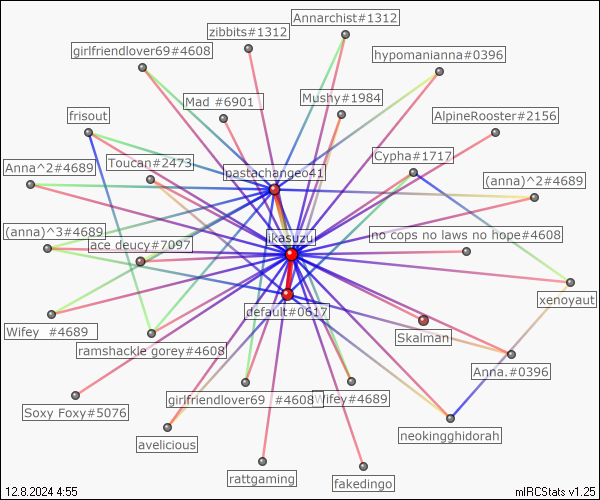 Annarchist#1312
zibbits#1312
girlfriendlover69#4608
hypomanianna#0396
Mad #6901
Mushy#1984
frisout
AlpineRooster#2156
Toucan#2473
Cypha#1717
Anna^2#4689
pastachangeo41
(anna)^2#4689
(anna)^3#4689
ikasuzu
no cops no laws no hope#4608
ace deucy#7097
xenoyaut
default#0617
Wifey #4689
Skalman
ramshackle gorey#4608
Anna.#0396
girlfriendlover69 #4608
Wifey#4689
Soxy Foxy#5076
neokingghidorah
avelicious
rattgaming
fakedingo
12.8.2024 4:55
mIRCStats v1.25